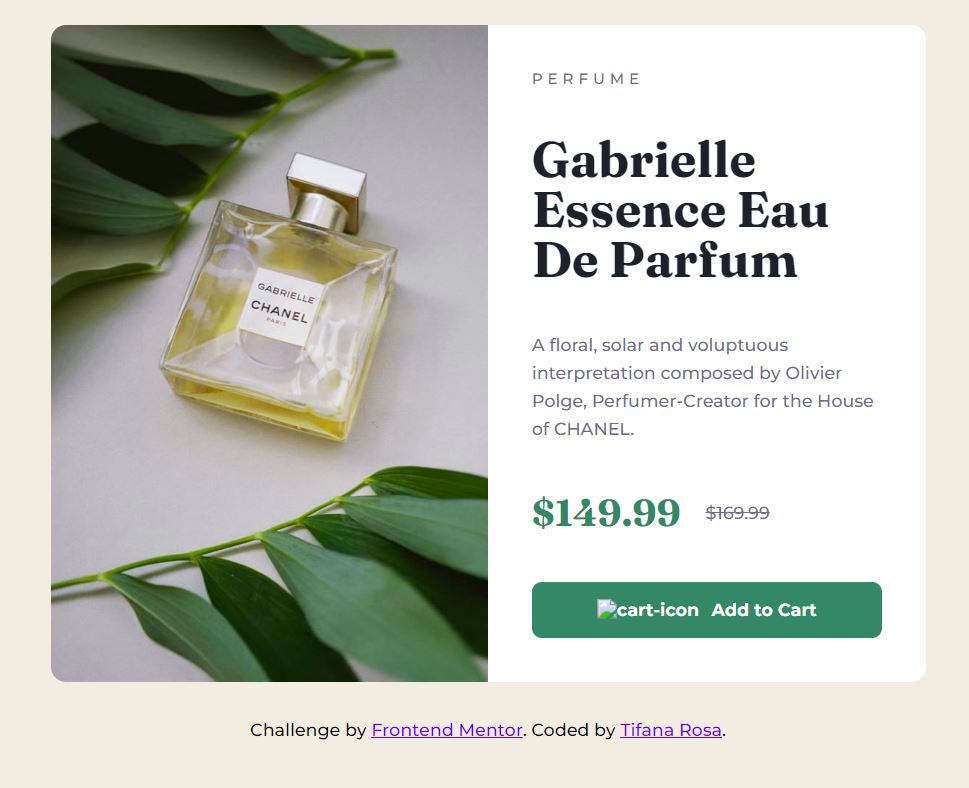 PERFUME
Gabrielle
Essence Eau
De Parfum
A floral, solar and voluptuous
interpretation composed by Olivier
Polge, Perfumer-Creator for the House
of CHANEL.
$149.99 $169.99
cart-icon Add to Cart
GABRIELLE
CHANEL
PARIS
Challenge by Frontend Mentor. Coded by Tifana Rosa.